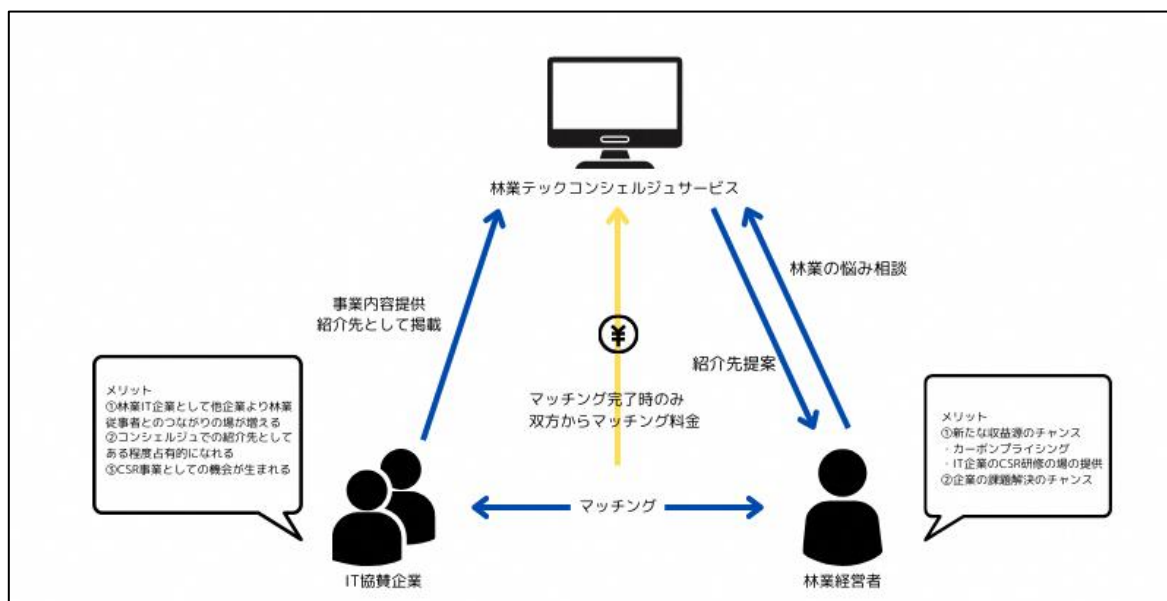 林業テックコンシェルジュサービス
林業の悩み相談
事業内容提供
紹介先として掲載
¥
紹介先提案
メリット
①林業IT企業として他企業より林業
従事者とのつながりの場が増える
②コンシェルジュでの紹介先として
ある程度占有的になれる
③CSR事業としての機会が生まれる
マッチング完了時のみ
双方からマッチング料金
メリット
①新たな収益源のチャンス
・カーボンプライシング
・IT企業のCSR研修の場の提供
②企業の課題解決のチャンス
マッチング
IT協賛企業
林業経営者